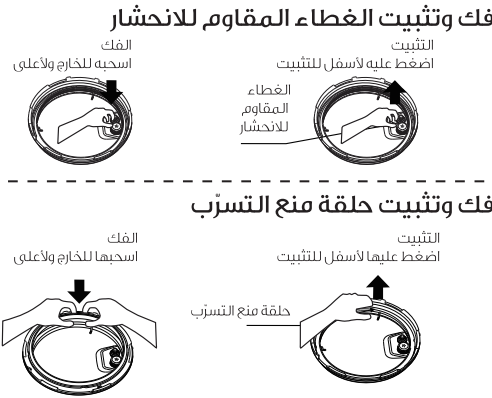 فك وتثبيت الغطاء المقاوم للانحشار
التثبيت
اضغط عليه لأسفل للتثبيت
الفك
اسحبه للخارج ولأعلى
الغطاء
المقاوم
للانحشار
فك وتثبيت حلقة منع التسرّب
التثبيت
اضغط عليها لأسفل للتثبيت
الفك
اسحبها للخارج ولأعلى
حلقة منع التسرّب